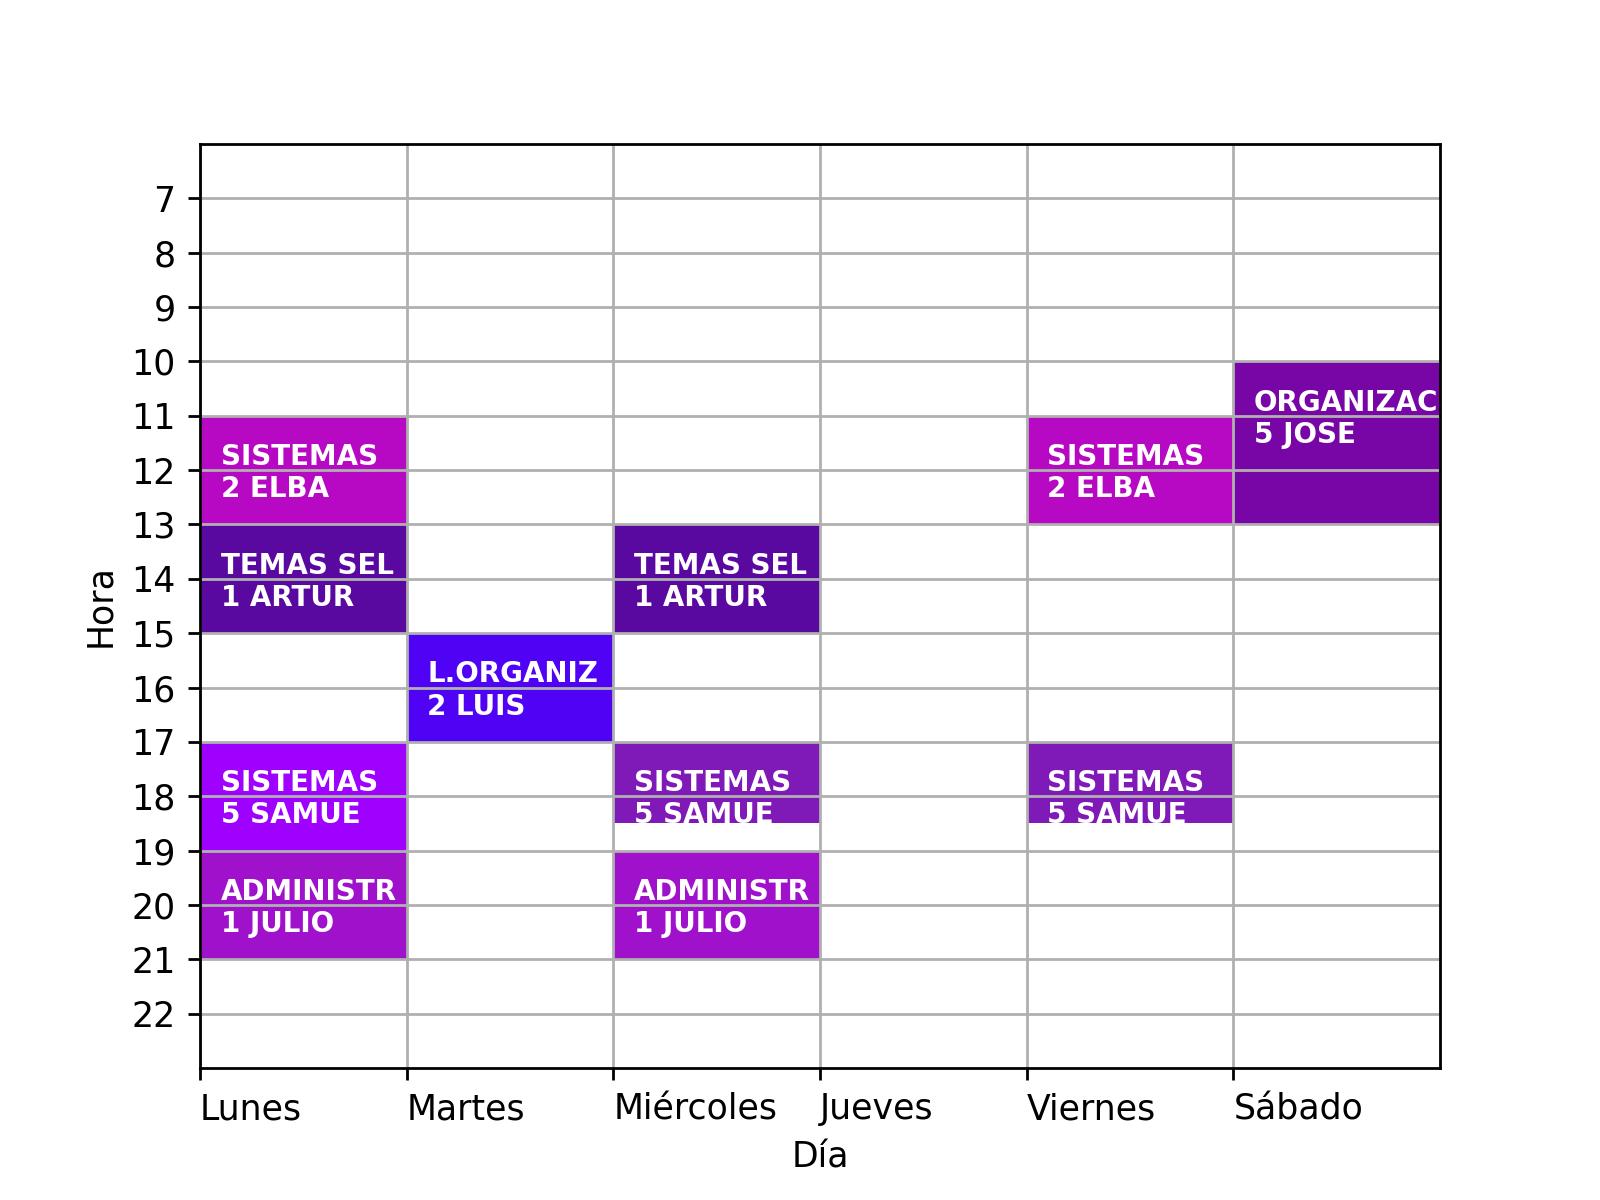 7
8
9
10
11
12
13
14
15
16
17
18
19
20
21
22
Hora
ORGANIZAC
5 JOSE
SISTEMAS
2 ELBA
SISTEMAS
2 ELBA
TEMAS SEL
1 ARTUR
TEMAS SEL
1 ARTUR
L.ORGANIZ
2 LUIS
SISTEMAS
5 SAMUE
SISTEMAS
5 SAMUE
SISTEMAS
5 SAMUE
ADMINISTR
1 JULIO
ADMINISTR
1 JULIO
Lunes Martes Miércoles Jueves Viernes Sábado
Día